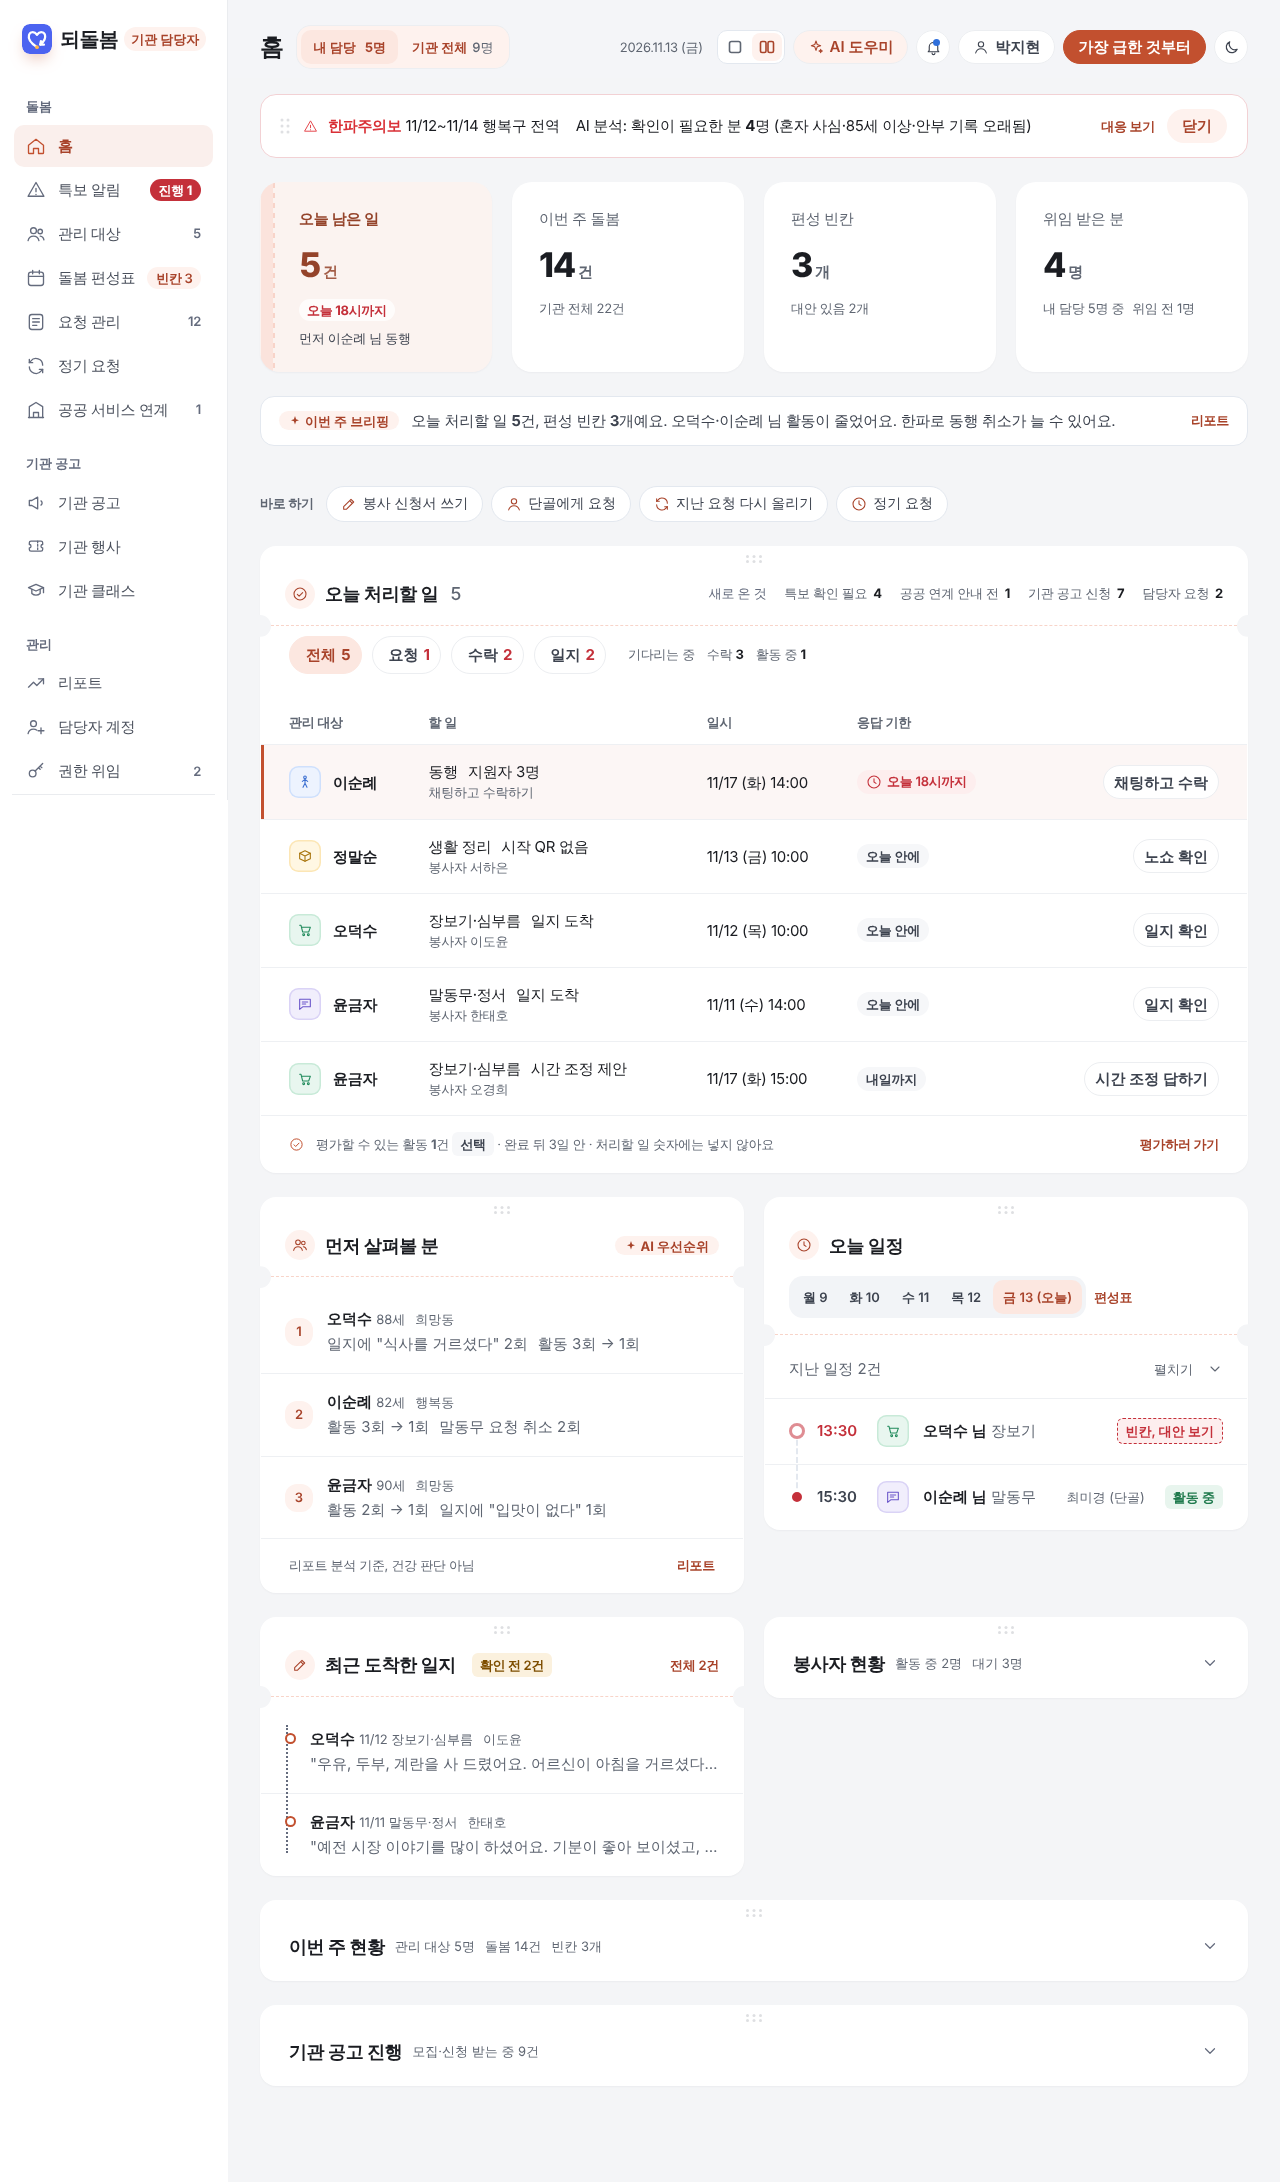 되돌봄 기관 담당자
돌봄
홈
특보 알림 진행 1
관리 대상 5
돌봄 편성표 빈칸 3
요청 관리 12
정기 요청
공공 서비스 연계 1
기관 공고
기관 공고
기관 행사
기관 클래스
관리
리포트
담당자 계정
권한 위임 2
홈 내 담당 5명 기관 전체 9명 2026.11.13 (금) AI 도우미 박지현 가장 급한 것부터
한파주의보 11/12~11/14 행복구 전역 AI 분석: 확인이 필요한 분 4명 (혼자 사심·85세 이상·안부 기록 오래됨) 대응 보기 닫기
오늘 남은 일
5건
오늘 18시까지
먼저 이순례 님 동행
이번 주 돌봄
14건
기관 전체 22건
편성 빈칸
3개
대안 있음 2개
위임 받은 분
4명
내 담당 5명 중 위임 전 1명
이번 주 브리핑 오늘 처리할 일 5건, 편성 빈칸 3개예요. 오덕수·이순례 님 활동이 줄었어요. 한파로 동행 취소가 늘 수 있어요. 리포트
바로 하기 봉사 신청서 쓰기 단골에게 요청 지난 요청 다시 올리기 정기 요청
오늘 처리할 일 5 새로 온 것 특보 확인 필요 4 공공 연계 안내 전 1 기관 공고 신청 7 담당자 요청 2
전체 5 요청 1 수락 2 일지 2 기다리는 중 수락 3 활동 중 1
관리 대상 할 일 일시 응답 기한
이순례 동행 지원자 3명 11/17 (화) 14:00 오늘 18시까지 채팅하고 수락
채팅하고 수락하기
정말순 생활 정리 시작 QR 없음 11/13 (금) 10:00 오늘 안에 노쇼 확인
봉사자 서하은
오덕수 장보기·심부름 일지 도착 11/12 (목) 10:00 오늘 안에 일지 확인
봉사자 이도윤
윤금자 말동무·정서 일지 도착 11/11 (수) 14:00 오늘 안에 일지 확인
봉사자 한태호
윤금자 장보기·심부름 시간 조정 제안 11/17 (화) 15:00 내일까지 시간 조정 답하기
봉사자 오경희
평가할 수 있는 활동 1건 선택 · 완료 뒤 3일 안 · 처리할 일 숫자에는 넣지 않아요 평가하러 가기
먼저 살펴볼 분 AI 우선순위
1 오덕수 88세 희망동
일지에 "식사를 거르셨다" 2회 활동 3회 → 1회
2 이순례 82세 행복동
활동 3회 → 1회 말동무 요청 취소 2회
3 윤금자 90세 희망동
활동 2회 → 1회 일지에 "입맛이 없다" 1회
리포트 분석 기준, 건강 판단 아님 리포트
오늘 일정
월 9 화 10 수 11 목 12 금 13 (오늘) 편성표
지난 일정 2건 펼치기
13:30 오덕수 님 장보기 빈칸, 대안 보기
15:30 이순례 님 말동무 최미경 (단골) 활동 중
최근 도착한 일지 확인 전 2건 전체 2건
오덕수 11/12 장보기·심부름 이도윤
"우유, 두부, 계란을 사 드렸어요. 어르신이 아침을 거르셨다...
윤금자 11/11 말동무·정서 한태호
"예전 시장 이야기를 많이 하셨어요. 기분이 좋아 보이셨고, ...
봉사자 현황 활동 중 2명 대기 3명
이번 주 현황 관리 대상 5명 돌봄 14건 빈칸 3개
기관 공고 진행 모집·신청 받는 중 9건